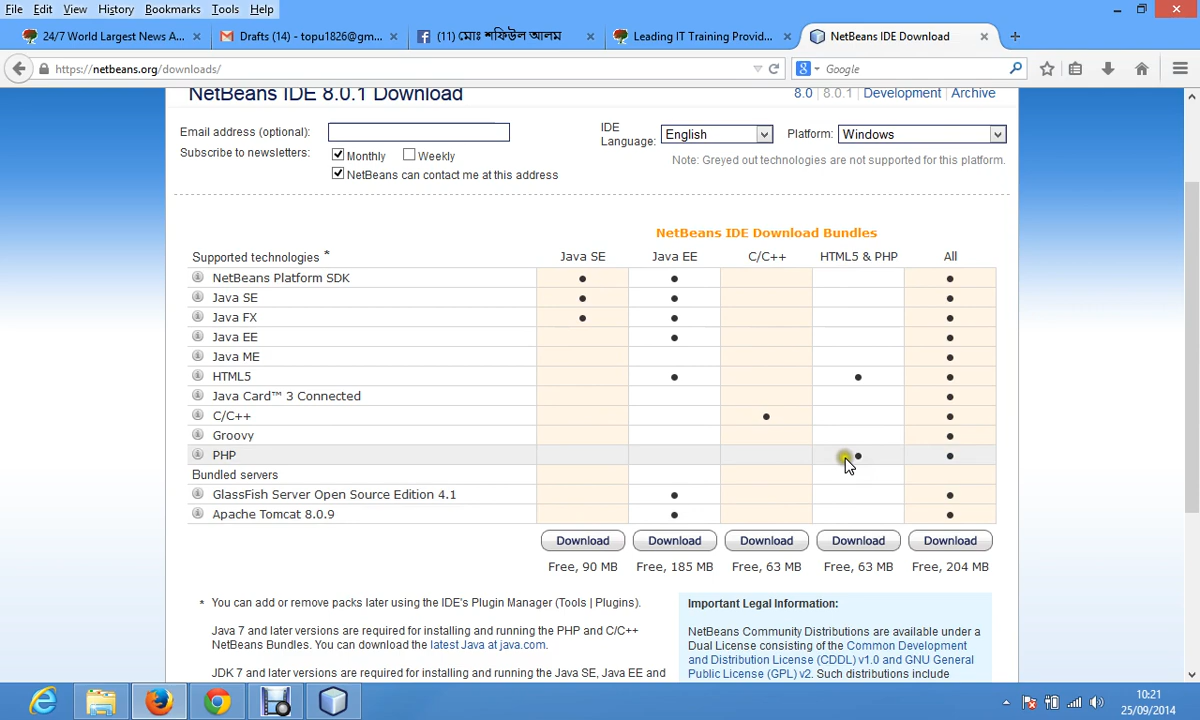 File Edit View History Bookmarks Tools Help
24/7 World Largest News A...
Drafts (14) - topu1826@gm...
(11) মোঃ শফিউল আলম
Leading IT Training Provid...
NetBeans IDE Download
https://netbeans.org/downloads/
Google
NetBeans IDE 8.0.1 Download
8.0 | 8.0.1 | Development | Archive
Email address (optional):
IDE Language: English
Platform: Windows
Subscribe to newsletters: Monthly Weekly
Note: Greyed out technologies are not supported for this platform.
NetBeans can contact me at this address
NetBeans IDE Download Bundles
Supported technologies * Java SE Java EE C/C++ HTML5 & PHP All
NetBeans Platform SDK • • •
Java SE • • •
Java FX • • •
Java EE • •
Java ME •
HTML5 • • •
Java Card™ 3 Connected •
C/C++ • •
Groovy •
PHP • •
Bundled servers
GlassFish Server Open Source Edition 4.1 • •
Apache Tomcat 8.0.9 • •
Download Download Download Download Download
Free, 90 MB Free, 185 MB Free, 63 MB Free, 63 MB Free, 204 MB
* You can add or remove packs later using the IDE's Plugin Manager (Tools | Plugins).
Java 7 and later versions are required for installing and running the PHP and C/C++
NetBeans Bundles. You can download the latest Java at java.com.
JDK 7 and later versions are required for installing and running the Java SE, Java EE and
Important Legal Information:
NetBeans Community Distributions are available under a
Dual License consisting of the Common Development
and Distribution License (CDDL) v1.0 and GNU General
Public License (GPL) v2. Such distributions include
10:21
25/09/2014